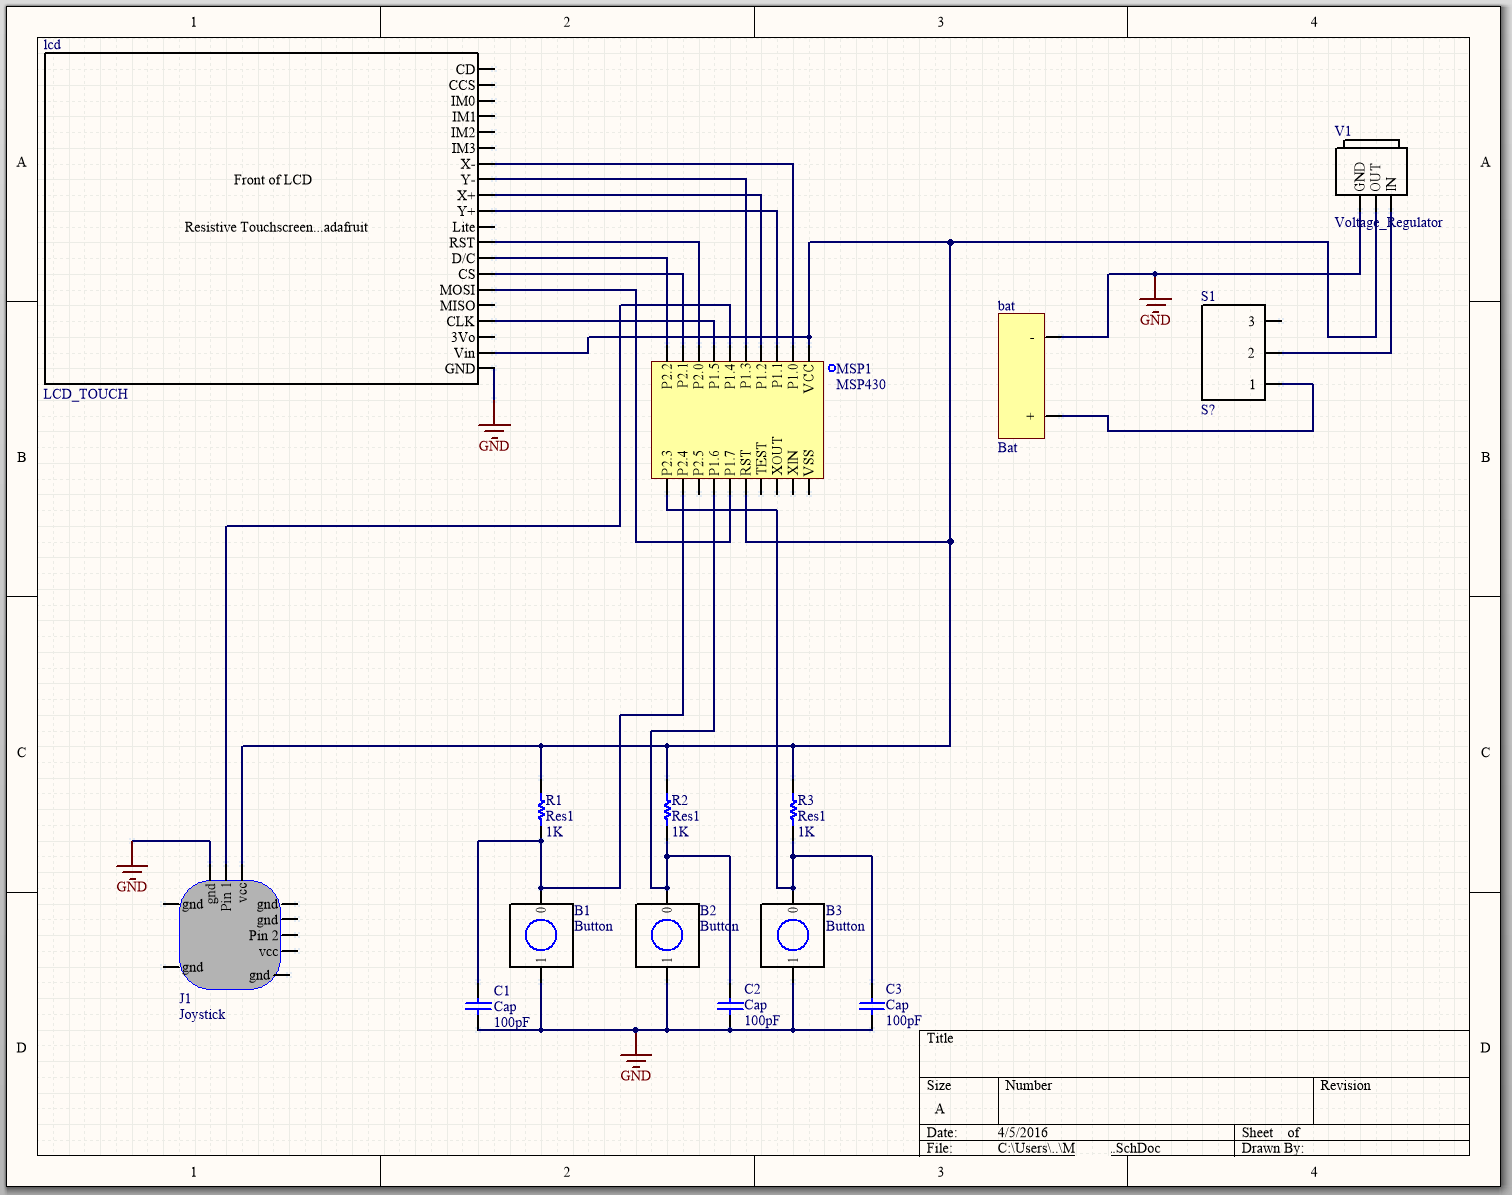 1 2 3 4
A
B
C
D
A
B
C
D
lcd
CD
CCS
IM0
IM1
IM2
IM3
X-
Y-
X+
Y+
Lite
RST
D/C
CS
MOSI
MISO
CLK
3Vo
Vin
GND
Front of LCD
Resistive Touchscreen...adafruit
LCD_TOUCH
GND
P2.2 P2.1 P2.0 P1.5 P1.4 P1.3 P1.2 P1.1 P1.0 VCC
MSP1
MSP430
P2.3 P2.4 P2.5 P1.6 P1.7 RST TEST XOUT XIN VSS
V1
GND OUT IN
Voltage_Regulator
bat
-
+
Bat
GND
S1
3
2
1
S?
R1
Res1
1K
R2
Res1
1K
R3
Res1
1K
GND
gnd Pin 1 vcc
gnd
gnd
gnd
gnd
Pin 2
vcc
gnd
J1
Joystick
0
1
B1
Button
0
1
B2
Button
0
1
B3
Button
C1
Cap
100pF
C2
Cap
100pF
C3
Cap
100pF
GND
Title
Size
A
Number
Revision
Date: 4/5/2016
Sheet of
File: C:\Users\..\M ..SchDoc
Drawn By:
1 2 3 4